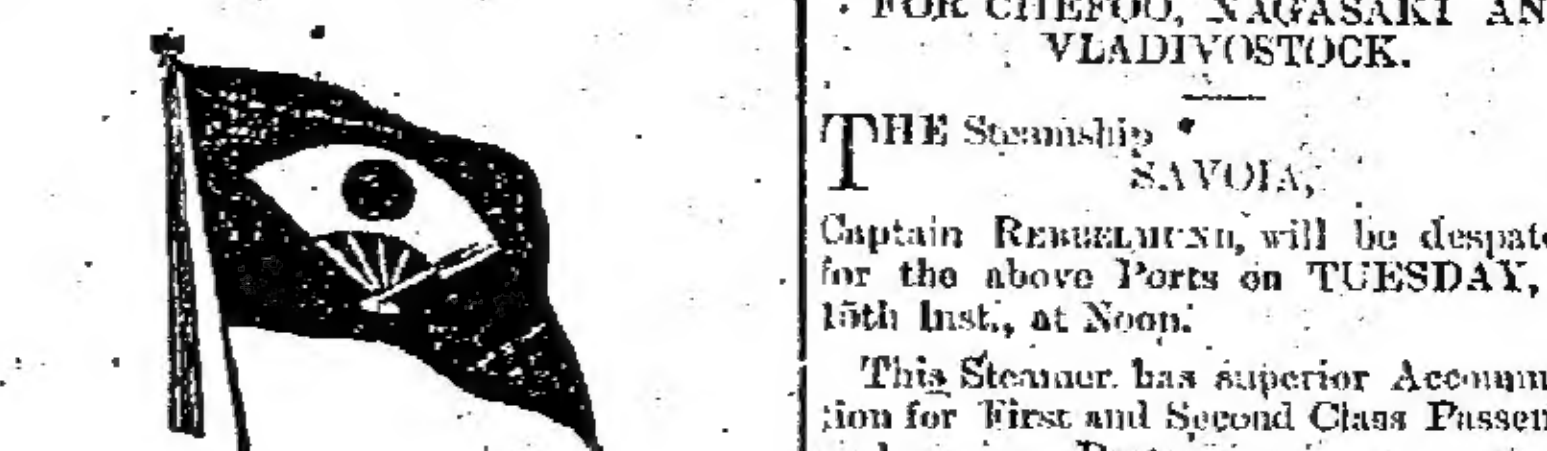 FOR CHEFOO, NAGASAKI AN
VLADIVOSTOCK.
THE Steamship
SAVOIA,
Captain will be despat
for the above Ports on TUESDAY,
15th Inst., at Noon.
This Steamer has superior Accomm
tion for First and Second Class Passen